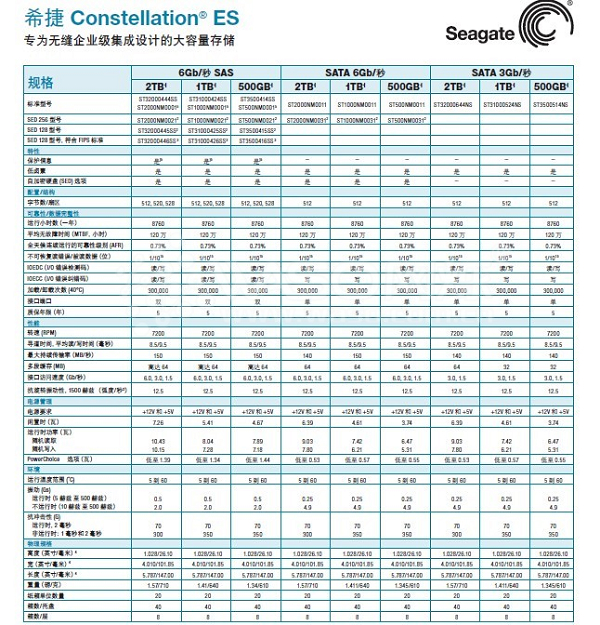 希捷 Constellation® ES
专为无缝企业级集成设计的大容量存储
Seagate
规格 6Gb/秒 SAS SATA 6Gb/秒 SATA 3Gb/秒
2TB¹ 1TB¹ 500GB¹ 2TB¹ 1TB¹ 500GB¹ 2TB¹ 1TB¹ 500GB¹
标准型号 ST32000444SS ST31000424SS ST3500414SS ST2000NM0011 ST1000NM0011 ST500NM0011 ST32000644NS ST31000524NS ST3500514NS
ST2000NM0001 ST1000NM0001 ST500NM0001
SED 256 型号 ST2000NM0021² ST1000NM0021² ST500NM0021² ST2000NM0031² ST1000NM0031² ST500NM0031²
SED 128 型号 ST32000445SS ST31000425SS ST3500415SS
SED 128 型号, 符合 FIPS 标准 ST32000446SS ST31000426SS ST3500416SS
特性
保护信息 是 是 是 – – – – – –
低卤素 是 是 是 是 是 是 是 是 是
自加密硬盘 (SED) 选项 是 是 是 是 是 是 – – –
配置/结构
字节数/扇区 512, 520, 528 512, 520, 528 512, 520, 528 512 512 512 512 512 512
可靠性/数据完整性
运行小时数 (一年) 8760 8760 8760 8760 8760 8760 8760 8760 8760
平均无故障时间 (MTBF, 小时) 120 万 120 万 120 万 120 万 120 万 120 万 120 万 120 万 120 万
全天候连续运行的可靠性级别 (AFR) 0.73% 0.73% 0.73% 0.73% 0.73% 0.73% 0.73% 0.73% 0.73%
不可恢复读错误/被读数据 (位) 1/10¹⁵ 1/10¹⁵ 1/10¹⁵ 1/10¹⁵ 1/10¹⁵ 1/10¹⁵ 1/10¹⁵ 1/10¹⁵ 1/10¹⁵
IOEDC (I/O 错误检测码) 读/写 读/写 读/写 读/写 读/写 读/写 读/写 读/写 读/写
IOECC (I/O 错误纠错码) 读/写 读/写 读/写 写 写 写 写 写 写
加载/卸载次数 (40°C) 300,000 300,000 300,000 300,000 300,000 300,000 300,000 300,000 300,000
接口端口 双 双 双 单 单 单 单 单 单
质保年限 (年) 5 5 5 5 5 5 5 5 5
性能
转速 (RPM) 7200 7200 7200 7200 7200 7200 7200 7200 7200
寻道时间, 平均读/写时间 (毫秒) 8.5/9.5 8.5/9.5 8.5/9.5 8.5/9.5 8.5/9.5 8.5/9.5 8.5/9.5 8.5/9.5 8.5/9.5
最大持续传输率 (MB/秒) 150 150 150 150 150 150 140 140 140
多段缓存 (MB) 高达 64 高达 64 高达 64 64 64 64 64 32 32
接口访问速度 (Gb/秒) 6.0, 3.0, 1.5 6.0, 3.0, 1.5 6.0, 3.0, 1.5 6.0, 3.0, 1.5 6.0, 3.0, 1.5 6.0, 3.0, 1.5 3.0, 1.5 3.0, 1.5 3.0, 1.5
抗旋转振动性, 1500 赫兹 (弧度/秒²) 12.5 12.5 12.5 12.5 12.5 12.5 12.5 12.5 12.5
电源管理
电源要求 +12V 和 +5V +12V 和 +5V +12V 和 +5V +12V 和 +5V +12V 和 +5V +12V 和 +5V +12V 和 +5V +12V 和 +5V +12V 和 +5V
闲置时 (瓦) 7.26 5.41 4.67 6.39 4.61 3.74 6.39 4.61 3.74
运行时功率 (瓦)
随机读取 10.43 8.04 7.89 9.03 7.42 6.47 9.03 7.42 6.47
随机写入 10.15 7.28 7.18 7.80 6.21 5.31 7.80 6.21 5.31
PowerChoice 选项 (瓦) 低至 1.39 低至 1.34 低至 1.44 低至 0.53 低至 0.57 低至 0.55 低至 0.53 低至 0.57 低至 0.55
环境
运行温度范围 (°C) 5 到 60 5 到 60 5 到 60 5 到 60 5 到 60 5 到 60 5 到 60 5 到 60 5 到 60
振动 (Gs)
运行时 (5 赫兹至 500 赫兹) 0.5 0.5 0.5 0.25 0.25 0.25 0.25 0.25 0.25
不运行时 (10 赫兹至 500 赫兹) 2.0 2.0 2.0 4.9 4.9 4.9 4.9 4.9 4.9
抗冲击性 (G)
运行时, 2 毫秒 70 70 70 70 70 70 70 70 70
非运行时: 1 毫秒和 2 毫秒 300 350 350 300 350 350 300 350 350
物理规格
高度 (英寸/毫米) ⁴ 1.028/26.10 1.028/26.10 1.028/26.10 1.028/26.10 1.028/26.10 1.028/26.10 1.028/26.10 1.028/26.10 1.028/26.10
宽 (英寸/毫米) ⁴ 4.010/101.85 4.010/101.85 4.010/101.85 4.010/101.85 4.010/101.85 4.010/101.85 4.010/101.85 4.010/101.85 4.010/101.85
长度 (英寸/毫米) ⁴ 5.787/147.00 5.787/147.00 5.787/147.00 5.787/147.00 5.787/147.00 5.787/147.00 5.787/147.00 5.787/147.00 5.787/147.00
重量 (磅/克) 1.57/710 1.41/640 1.34/610 1.57/710 1.41/640 1.345/610 1.57/710 1.411/640 1.345/610
纸箱单位数量 20 20 20 20 20 20 20 20 20
箱数/托盘 40 40 40 40 40 40 40 40 40
箱数/层 8 8 8 8 8 8 8 8 8